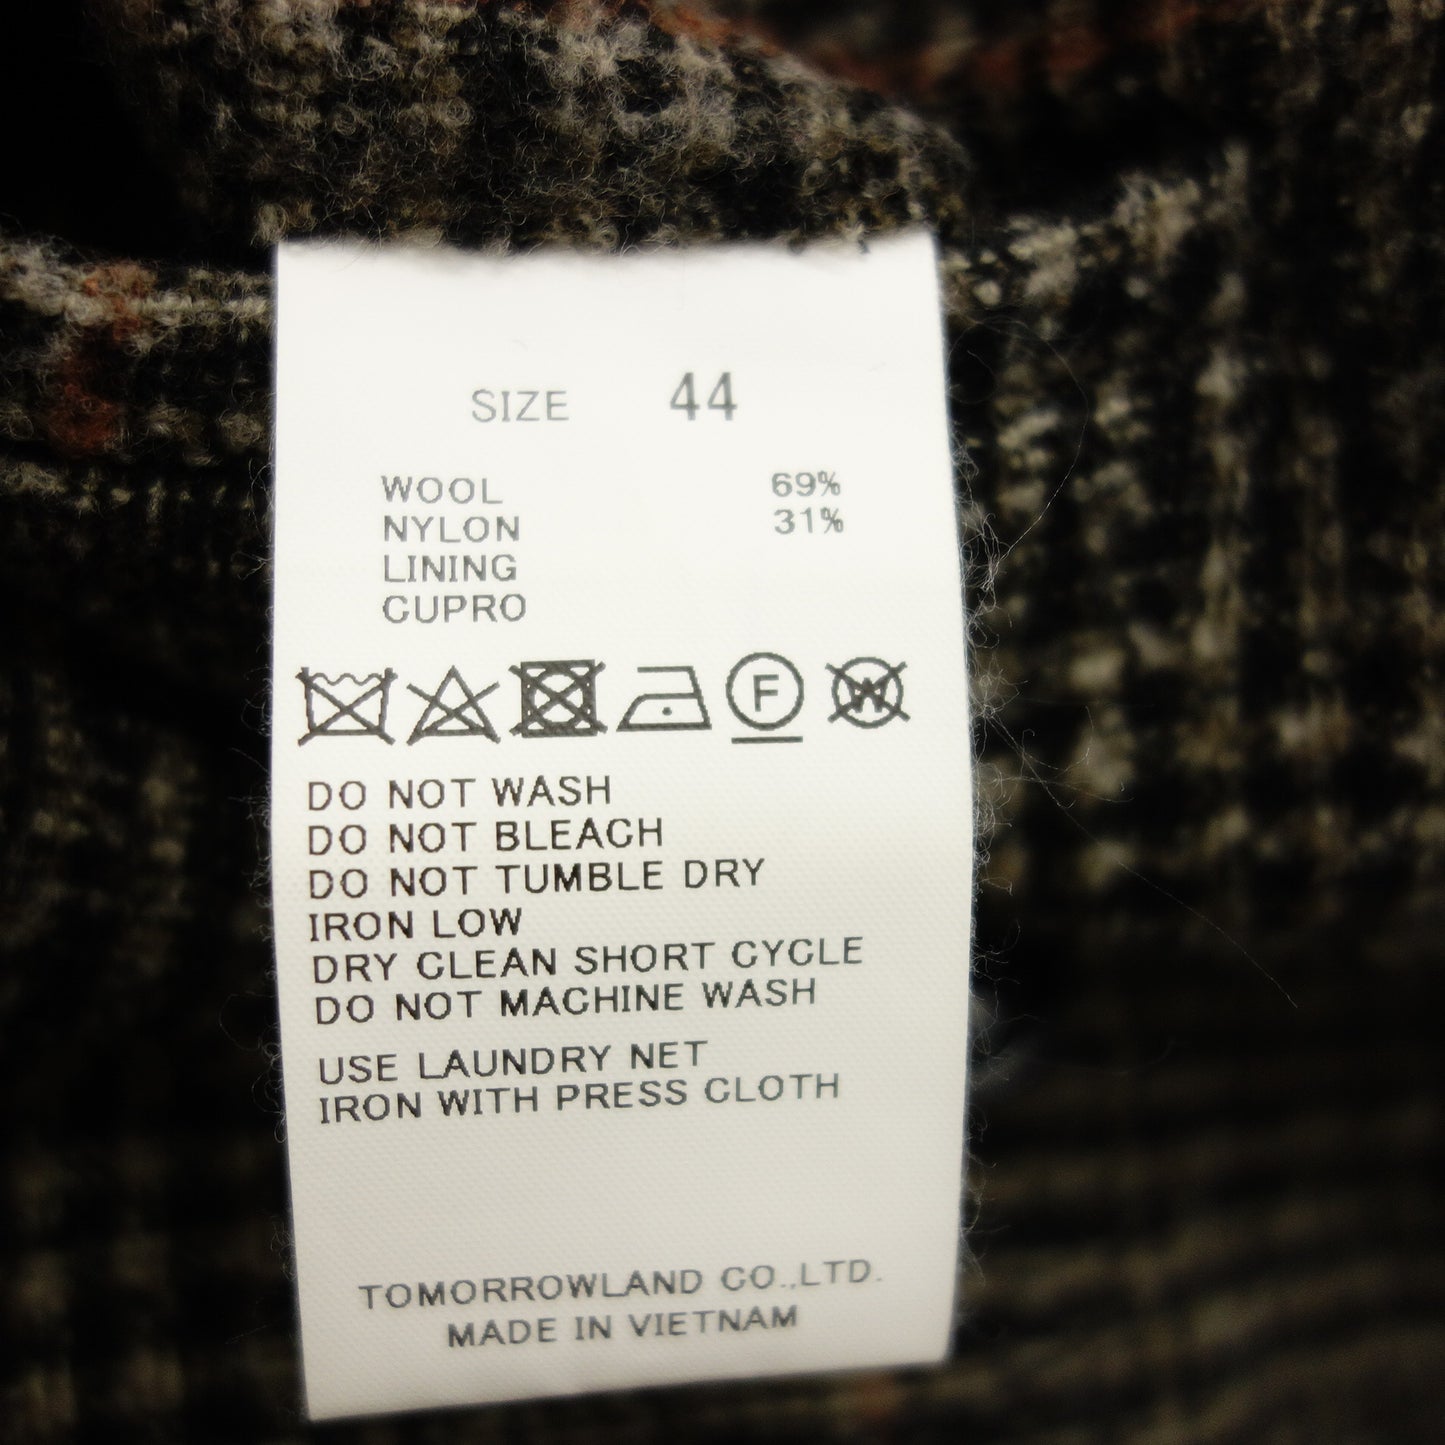 SIZE 44
WOOL 69%
NYLON 31%
LINING
CUPRO
F W
DO NOT WASH
DO NOT BLEACH
DO NOT TUMBLE DRY
IRON LOW
DRY CLEAN SHORT CYCLE
DO NOT MACHINE WASH
USE LAUNDRY NET
IRON WITH PRESS CLOTH
TOMORROWLAND CO.,LTD.
MADE IN VIETNAM